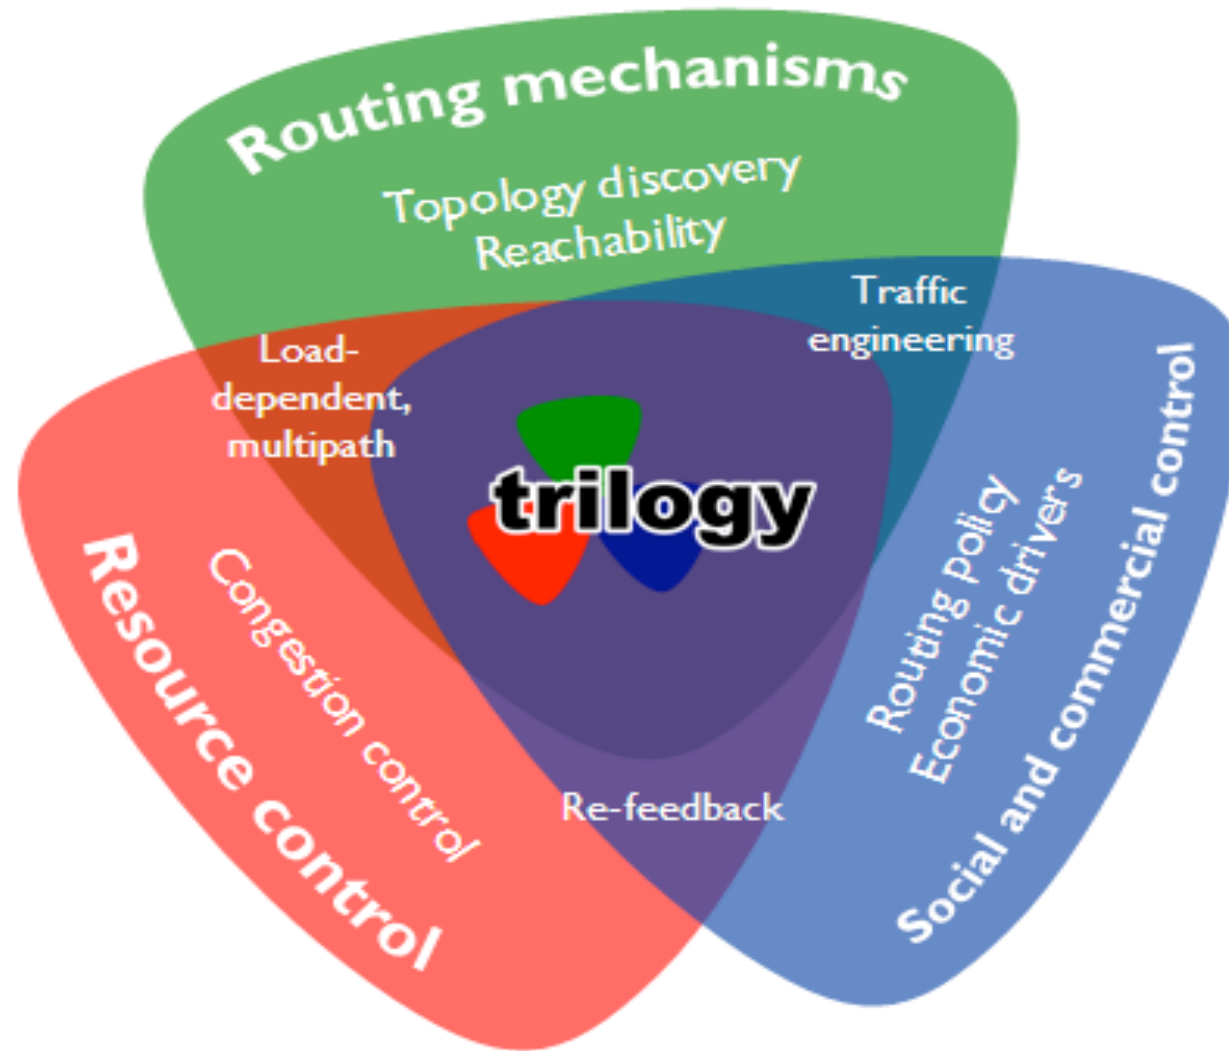 Routing mechanisms
Topology discovery
Reachability
Traffic
engineering
Load-
dependent,
multipath
trilogy
Routing policy
Economic drivers
Social and commercial control
Congestion control
Resource control
Re-feedback